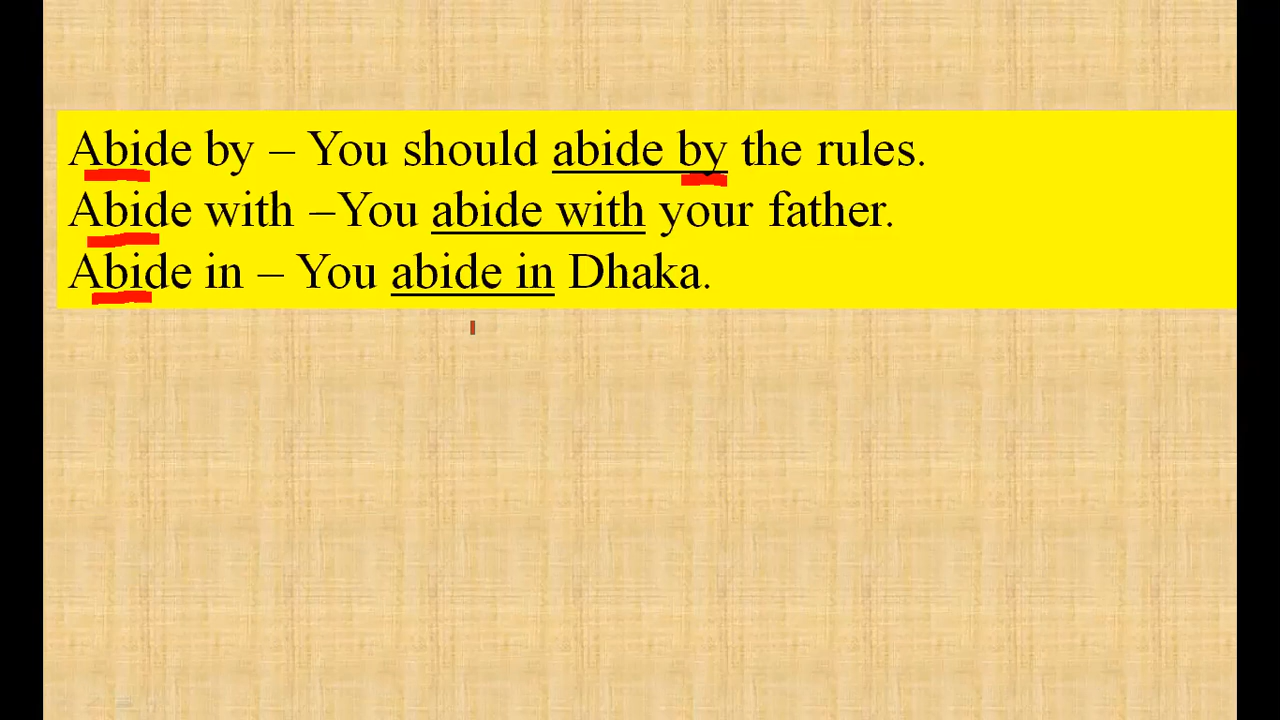 Abide by – You should abide by the rules.
Abide with –You abide with your father.
Abide in – You abide in Dhaka.